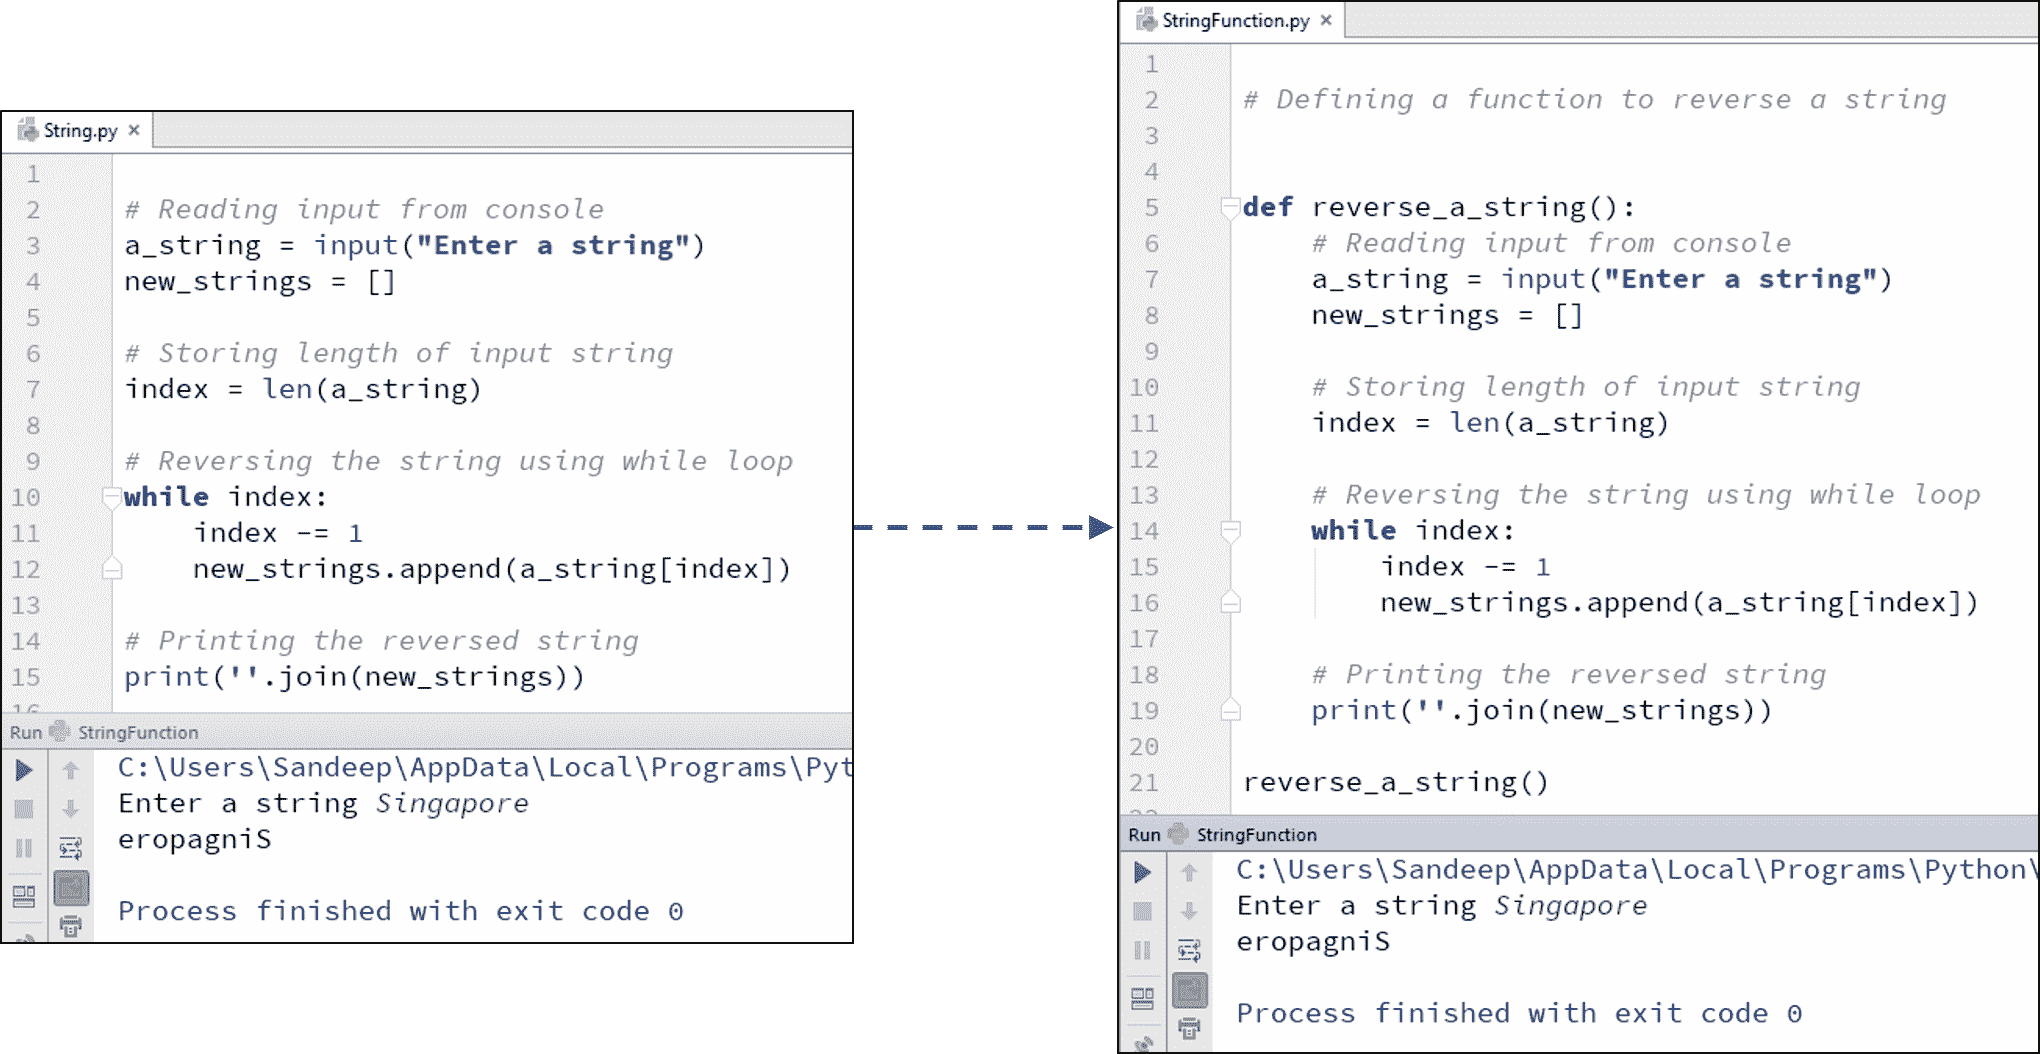 String.py ×
1
2 # Reading input from console
3 a_string = input("Enter a string")
4 new_strings = []
5
6 # Storing length of input string
7 index = len(a_string)
8
9 # Reversing the string using while loop
10 while index:
11 index -= 1
12 new_strings.append(a_string[index])
13
14 # Printing the reversed string
15 print(''.join(new_strings))
16
Run StringFunction
C:\Users\Sandeep\AppData\Local\Programs\Pyt
Enter a string Singapore
eropagniS
Process finished with exit code 0
StringFunction.py ×
1
2 # Defining a function to reverse a string
3
4
5 def reverse_a_string():
6 # Reading input from console
7 a_string = input("Enter a string")
8 new_strings = []
9
10 # Storing length of input string
11 index = len(a_string)
12
13 # Reversing the string using while loop
14 while index:
15 index -= 1
16 new_strings.append(a_string[index])
17
18 # Printing the reversed string
19 print(''.join(new_strings))
20
21 reverse_a_string()
Run StringFunction
C:\Users\Sandeep\AppData\Local\Programs\Python\
Enter a string Singapore
eropagniS
Process finished with exit code 0